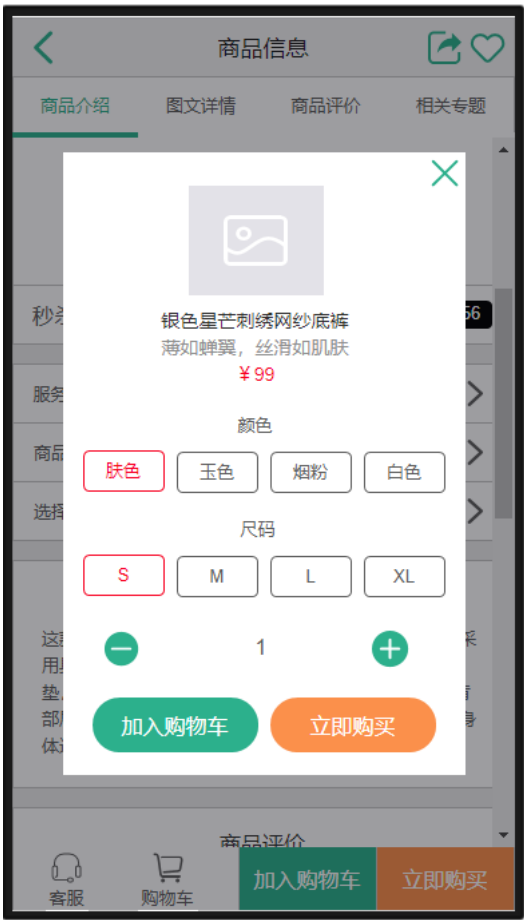 商品信息
商品介绍 图文详情 商品评价 相关专题
秒杀
56
银色星芒刺绣网纱底裤
薄如蝉翼，丝滑如肌肤
¥99
服务
颜色
商品
肤色 玉色 烟粉 白色
选择
尺码
S M L XL
这
采
用
1
垫
部
身
体
加入购物车 立即购买
商品评价
客服 购物车 加入购物车 立即购买